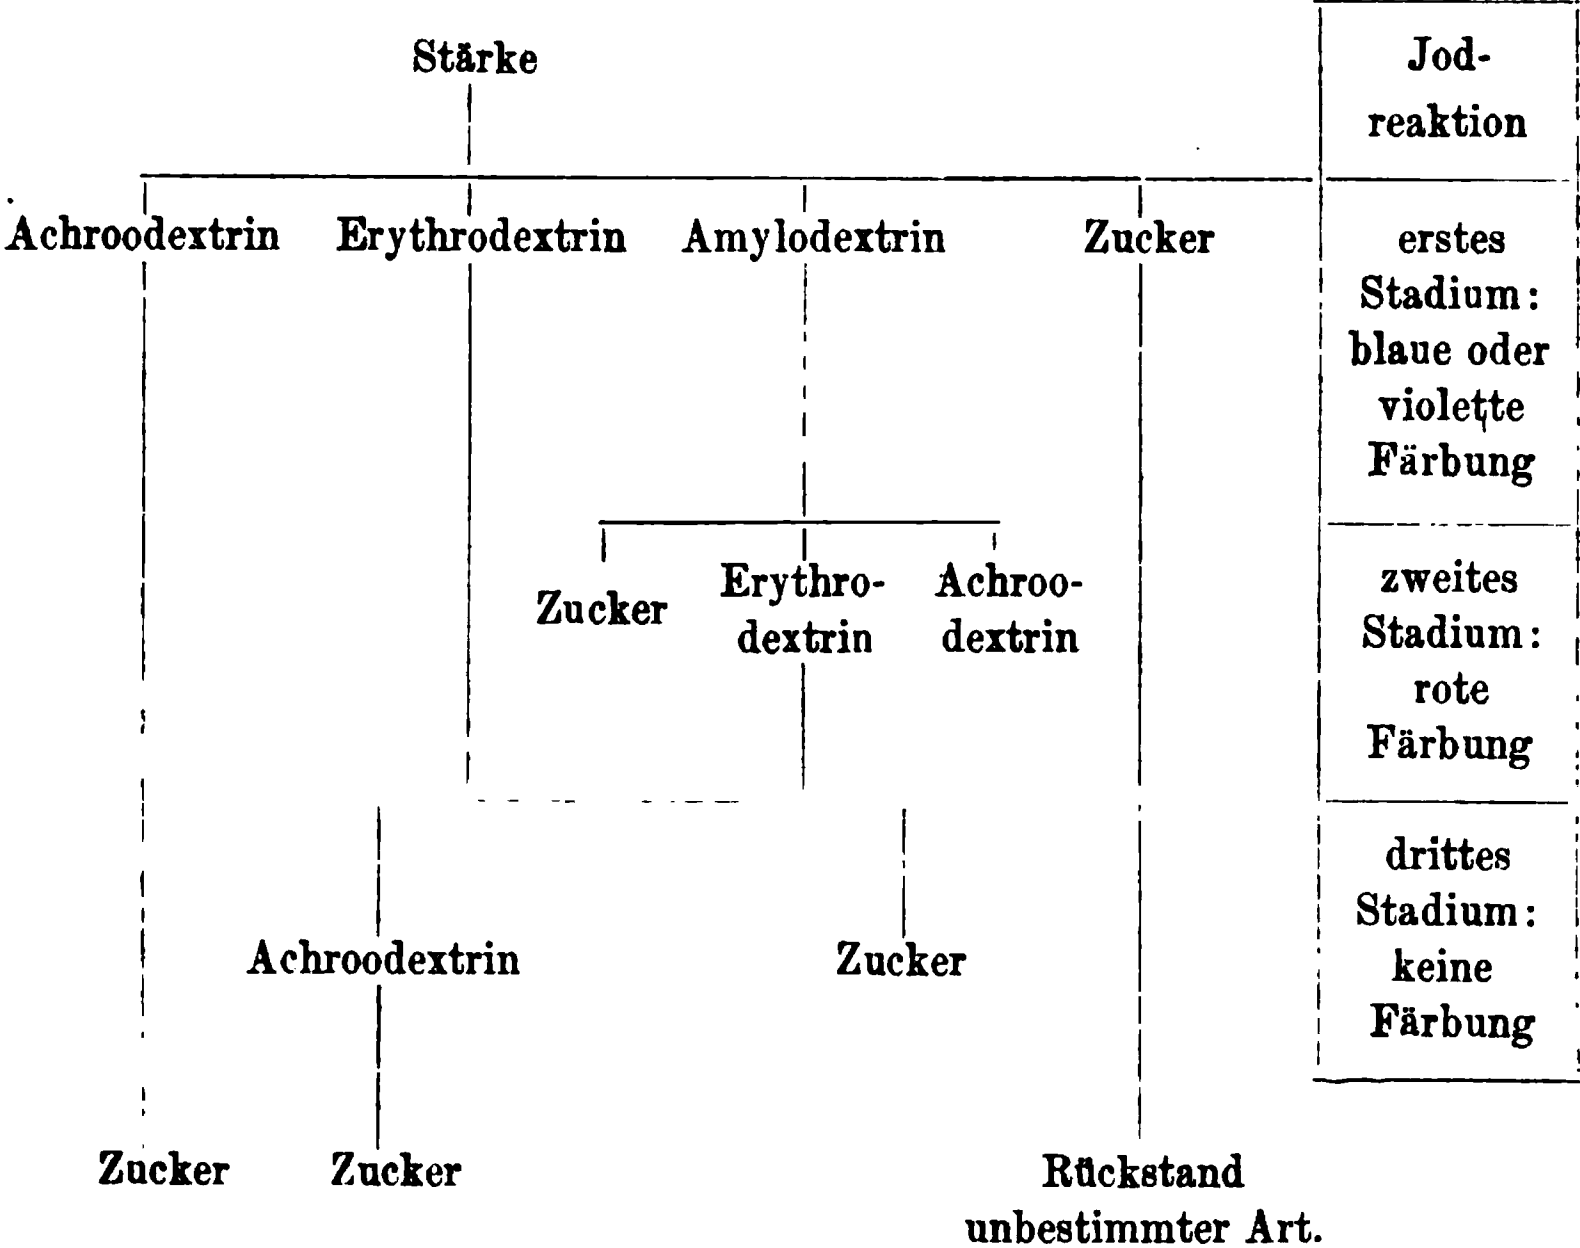 Stärke
Jod-
reaktion
Achroodextrin Erythrodextrin Amylodextrin Zucker
erstes
Stadium:
blaue oder
violette
Färbung
Zucker
Erythro-
dextrin
Achroo-
dextrin
zweites
Stadium:
rote
Färbung
Achroodextrin
Zucker
drittes
Stadium:
keine
Färbung
Zucker
Zucker
Rückstand
unbestimmter Art.